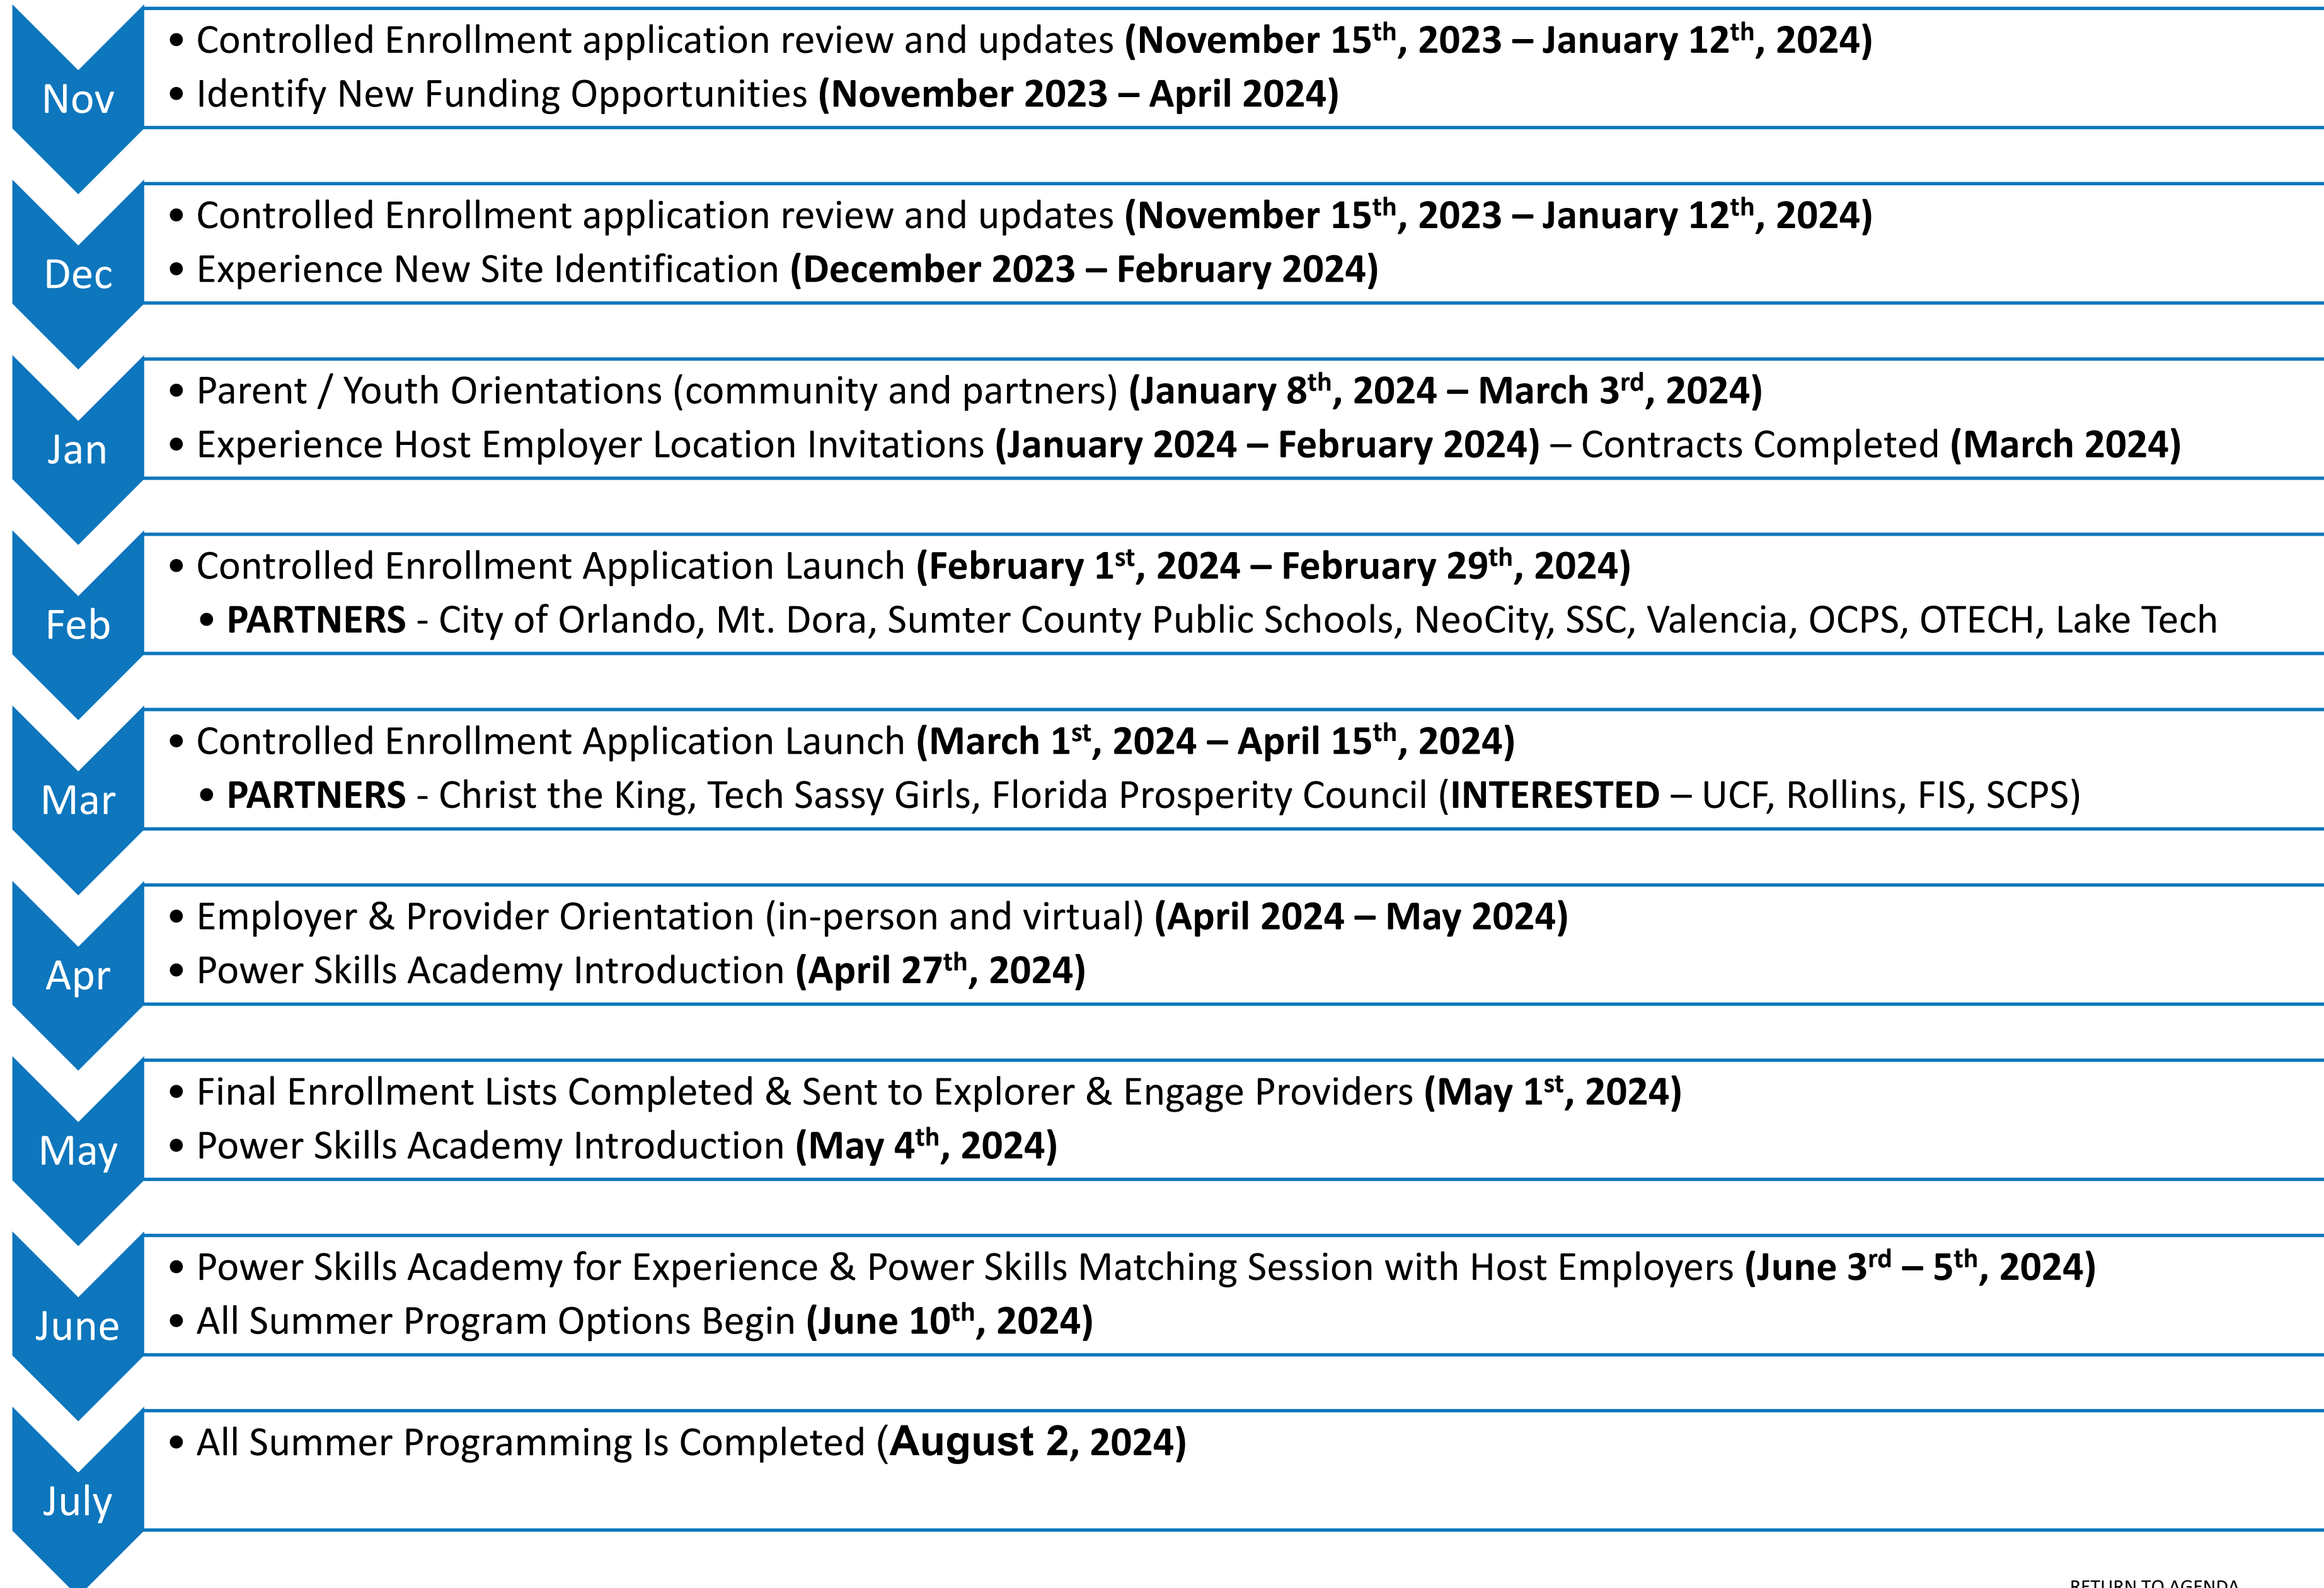 Nov
• Controlled Enrollment application review and updates (November 15th, 2023 – January 12th, 2024)
• Identify New Funding Opportunities (November 2023 – April 2024)
Dec
• Controlled Enrollment application review and updates (November 15th, 2023 – January 12th, 2024)
• Experience New Site Identification (December 2023 – February 2024)
Jan
• Parent / Youth Orientations (community and partners) (January 8th, 2024 – March 3rd, 2024)
• Experience Host Employer Location Invitations (January 2024 – February 2024) – Contracts Completed (March 2024)
Feb
• Controlled Enrollment Application Launch (February 1st, 2024 – February 29th, 2024)
• PARTNERS - City of Orlando, Mt. Dora, Sumter County Public Schools, NeoCity, SSC, Valencia, OCPS, OTECH, Lake Tech
Mar
• Controlled Enrollment Application Launch (March 1st, 2024 – April 15th, 2024)
• PARTNERS - Christ the King, Tech Sassy Girls, Florida Prosperity Council (INTERESTED – UCF, Rollins, FIS, SCPS)
Apr
• Employer & Provider Orientation (in-person and virtual) (April 2024 – May 2024)
• Power Skills Academy Introduction (April 27th, 2024)
May
• Final Enrollment Lists Completed & Sent to Explorer & Engage Providers (May 1st, 2024)
• Power Skills Academy Introduction (May 4th, 2024)
June
• Power Skills Academy for Experience & Power Skills Matching Session with Host Employers (June 3rd – 5th, 2024)
• All Summer Program Options Begin (June 10th, 2024)
July
• All Summer Programming Is Completed (August 2, 2024)
RETURN TO AGENDA